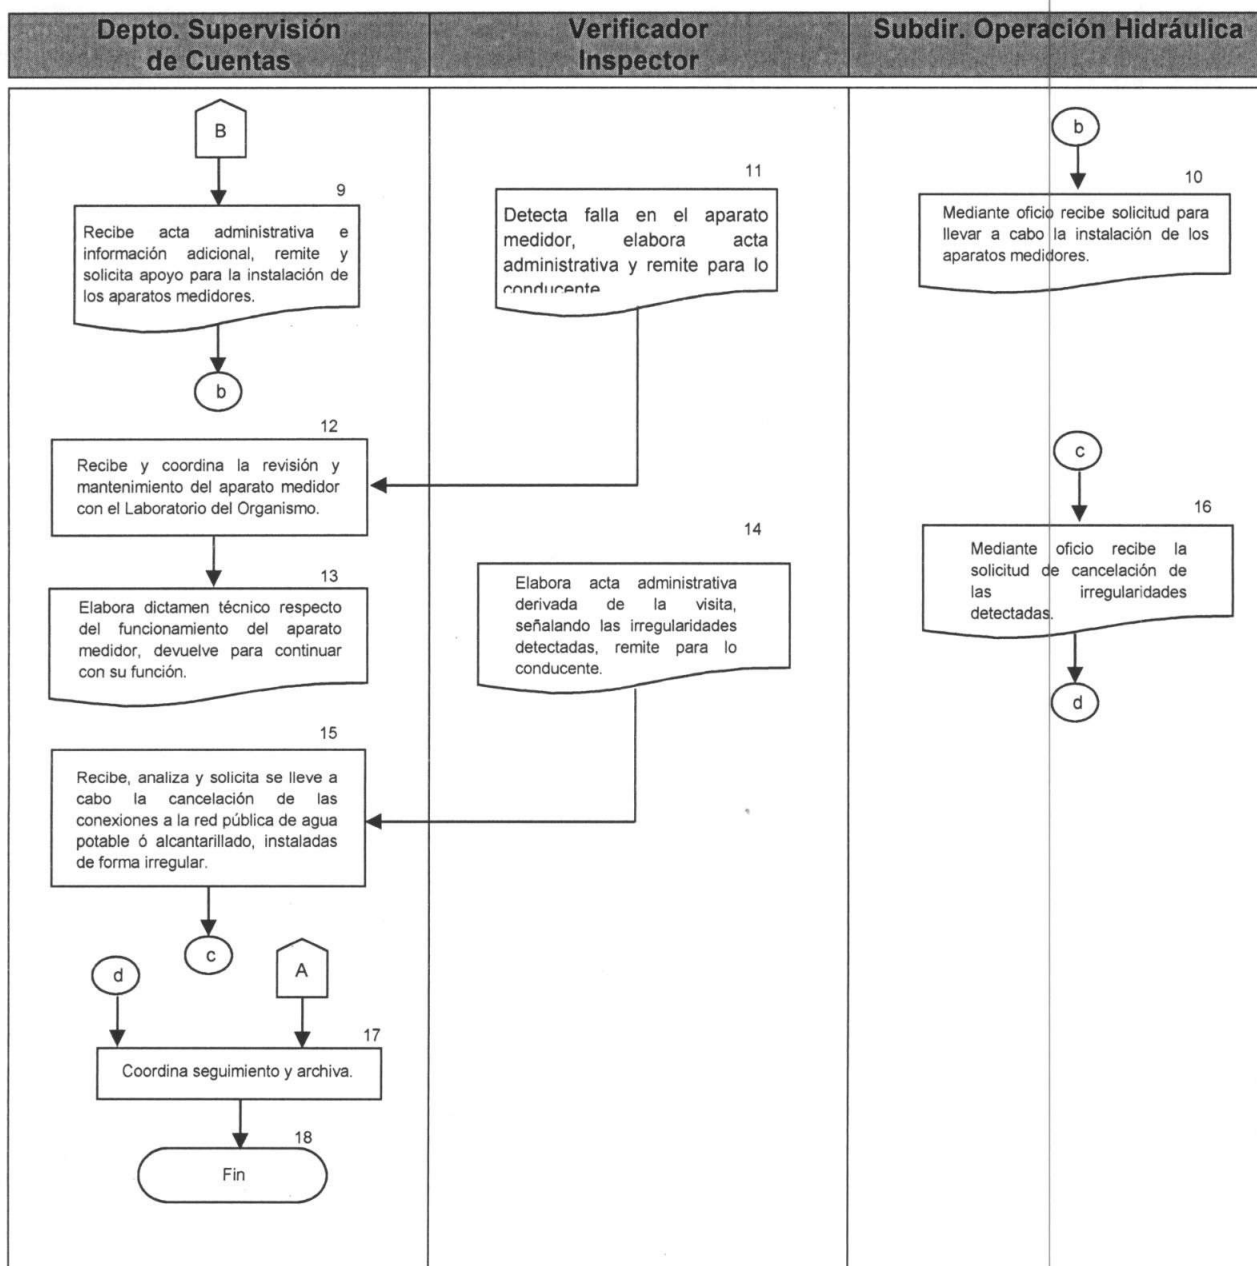 Depto. Supervisión
de Cuentas
Verificador
Inspector
Subdir. Operación Hidráulica
B
9
Recibe acta administrativa e
información adicional, remite y
solicita apoyo para la instalación de
los aparatos medidores.
b
11
Detecta falla en el aparato
medidor, elabora acta
administrativa y remite para lo
conducente
b
10
Mediante oficio recibe solicitud para
llevar a cabo la instalación de los
aparatos medidores.
12
Recibe y coordina la revisión y
mantenimiento del aparato medidor
con el Laboratorio del Organismo.
13
Elabora dictamen técnico respecto
del funcionamiento del aparato
medidor, devuelve para continuar
con su función.
14
Elabora acta administrativa
derivada de la visita,
señalando las irregularidades
detectadas, remite para lo
conducente.
c
16
Mediante oficio recibe la
solicitud de cancelación de
las irregularidades
detectadas.
d
15
Recibe, analiza y solicita se lleve a
cabo la cancelación de las
conexiones a la red pública de agua
potable ó alcantarillado, instaladas
de forma irregular.
c
d
A
17
Coordina seguimiento y archiva.
18
Fin